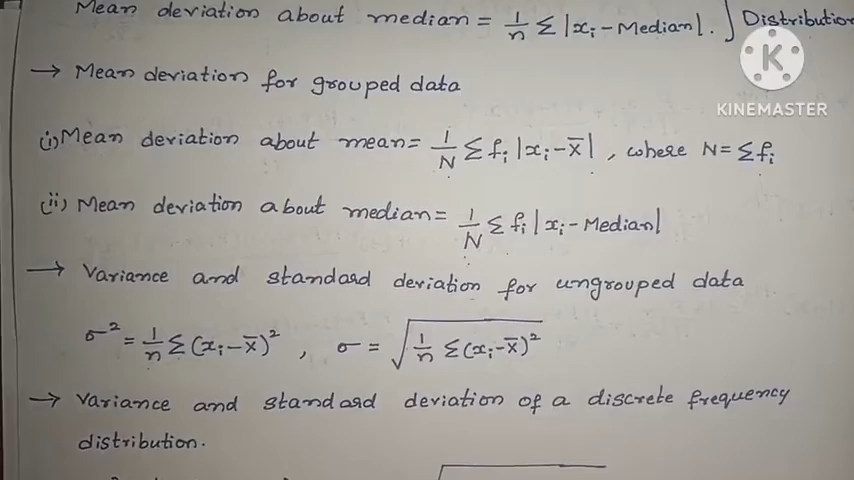 Mean deviation about median = 1/n Σ |xᵢ - Median|. } Distribution
K
KINEMASTER
→ Mean deviation for grouped data
(i) Mean deviation about mean = 1/N Σ fᵢ |xᵢ - x̄|, where N = Σfᵢ
(ii) Mean deviation about median = 1/N Σ fᵢ |xᵢ - Median|
→ Variance and standard deviation for ungrouped data
σ² = 1/n Σ (xᵢ - x̄)², σ = √(1/n Σ(xᵢ - x̄)²)
→ Variance and standard deviation of a discrete frequency
distribution.